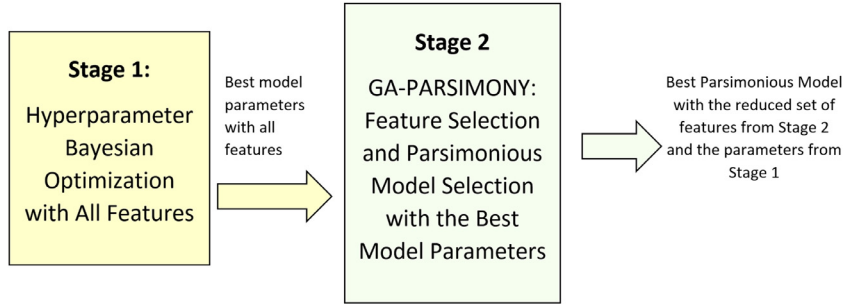 Stage 1:
Hyperparameter
Bayesian
Optimization
with All Features
Best model
parameters
with all
features
Stage 2
GA-PARSIMONY:
Feature Selection
and Parsimonious
Model Selection
with the Best
Model Parameters
Best Parsimonious Model
with the reduced set of
features from Stage 2
and the parameters from
Stage 1